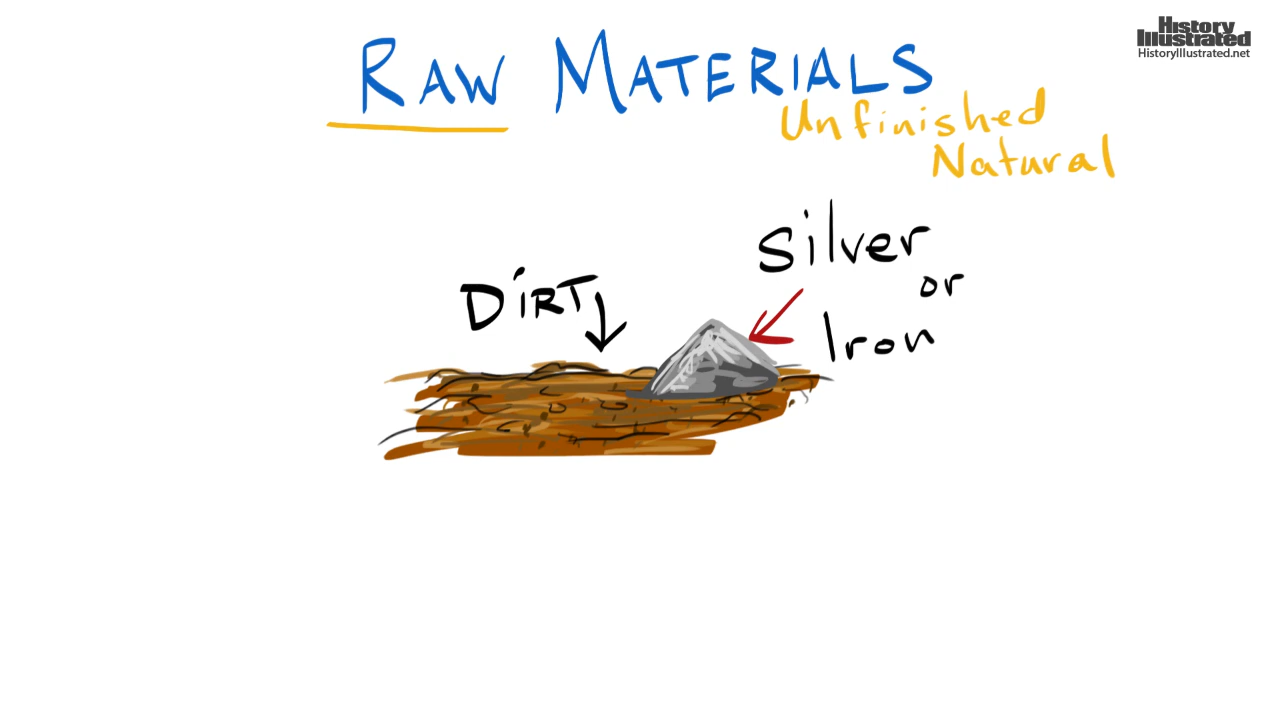 History
Illustrated
HistoryIllustrated.net
RAW MATERIALS
Unfinished
Natural
Silver
or
Iron
DiRT